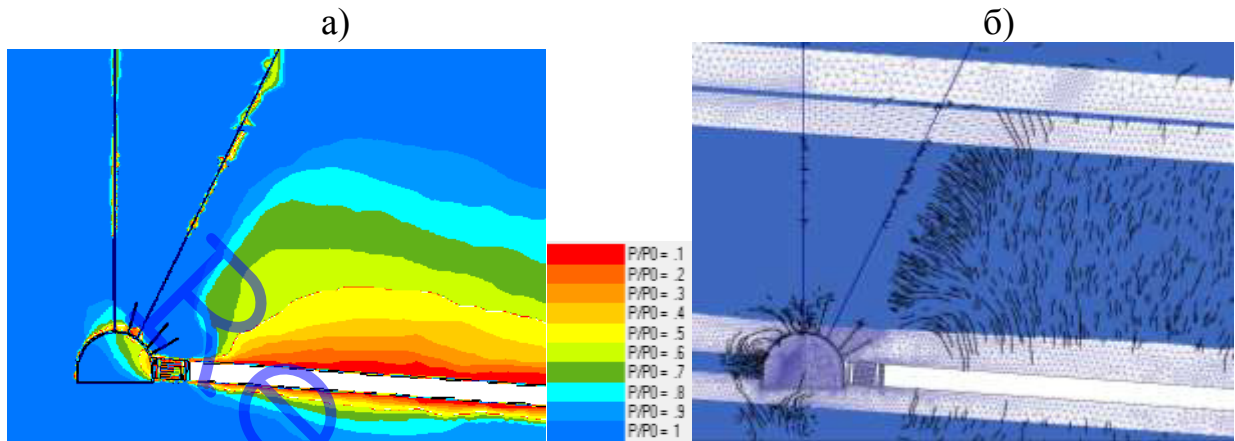 а)
б)
P/P0 = .1
P/P0 = .2
P/P0 = .3
P/P0 = .4
P/P0 = .5
P/P0 = .6
P/P0 = .7
P/P0 = .8
P/P0 = .9
P/P0 = 1